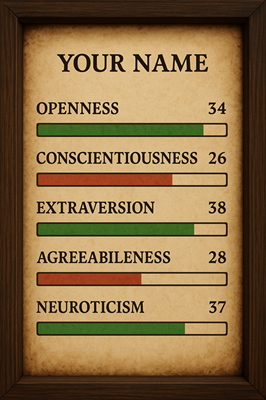 YOUR NAME
OPENNESS 34
CONSCIENTIOUSNESS 26
EXTRAVERSION 38
AGREEABILENESS 28
NEUROTICISM 37